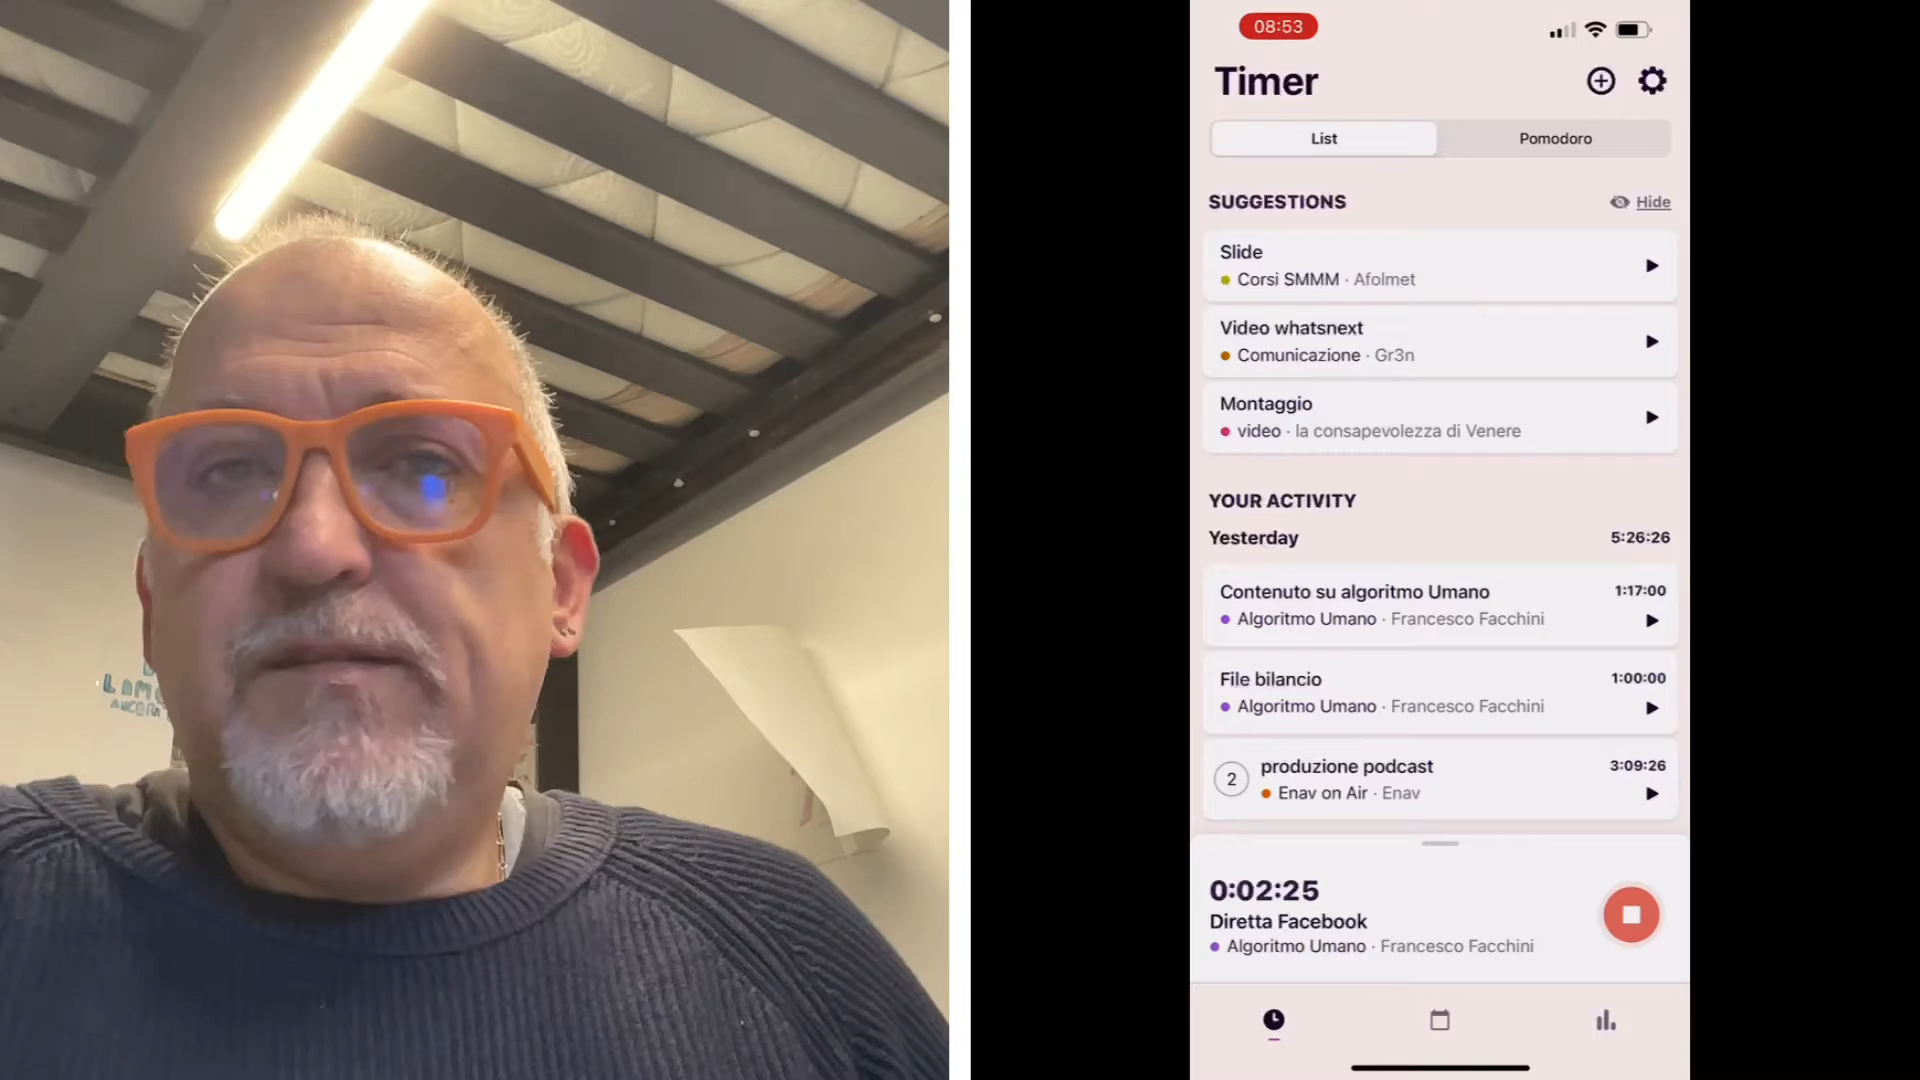 LAM
ANCORA
08:53
Timer
List
Pomodoro
SUGGESTIONS
Hide
Slide
Corsi SMMM · Afolmet
Video whatsnext
Comunicazione · Gr3n
Montaggio
video · la consapevolezza di Venere
YOUR ACTIVITY
Yesterday
5:26:26
Contenuto su algoritmo Umano
1:17:00
Algoritmo Umano · Francesco Facchini
File bilancio
1:00:00
Algoritmo Umano · Francesco Facchini
2
produzione podcast
3:09:26
Enav on Air · Enav
0:02:25
Diretta Facebook
Algoritmo Umano · Francesco Facchini